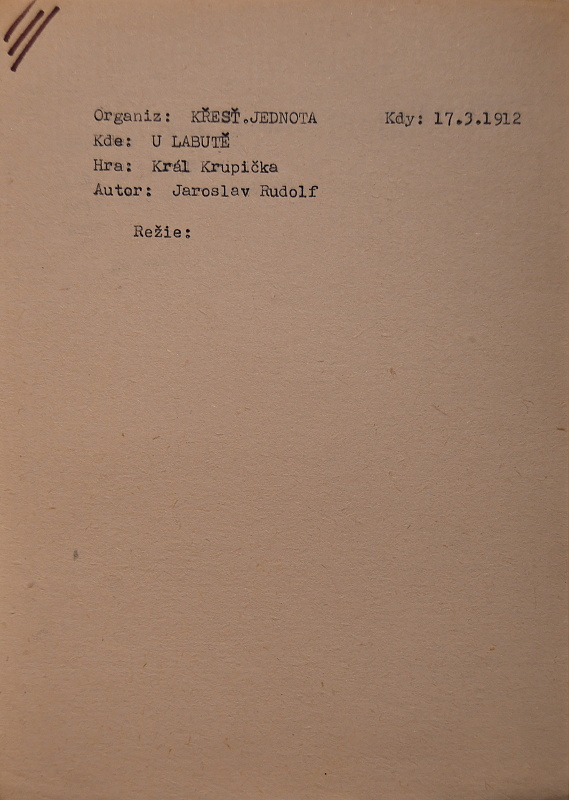 Organiz: KŘESŤ.JEDNOTA Kdy: 17.3.1912
Kde: U LABUTĚ
Hra: Král Krupička
Autor: Jaroslav Rudolf
Režie: